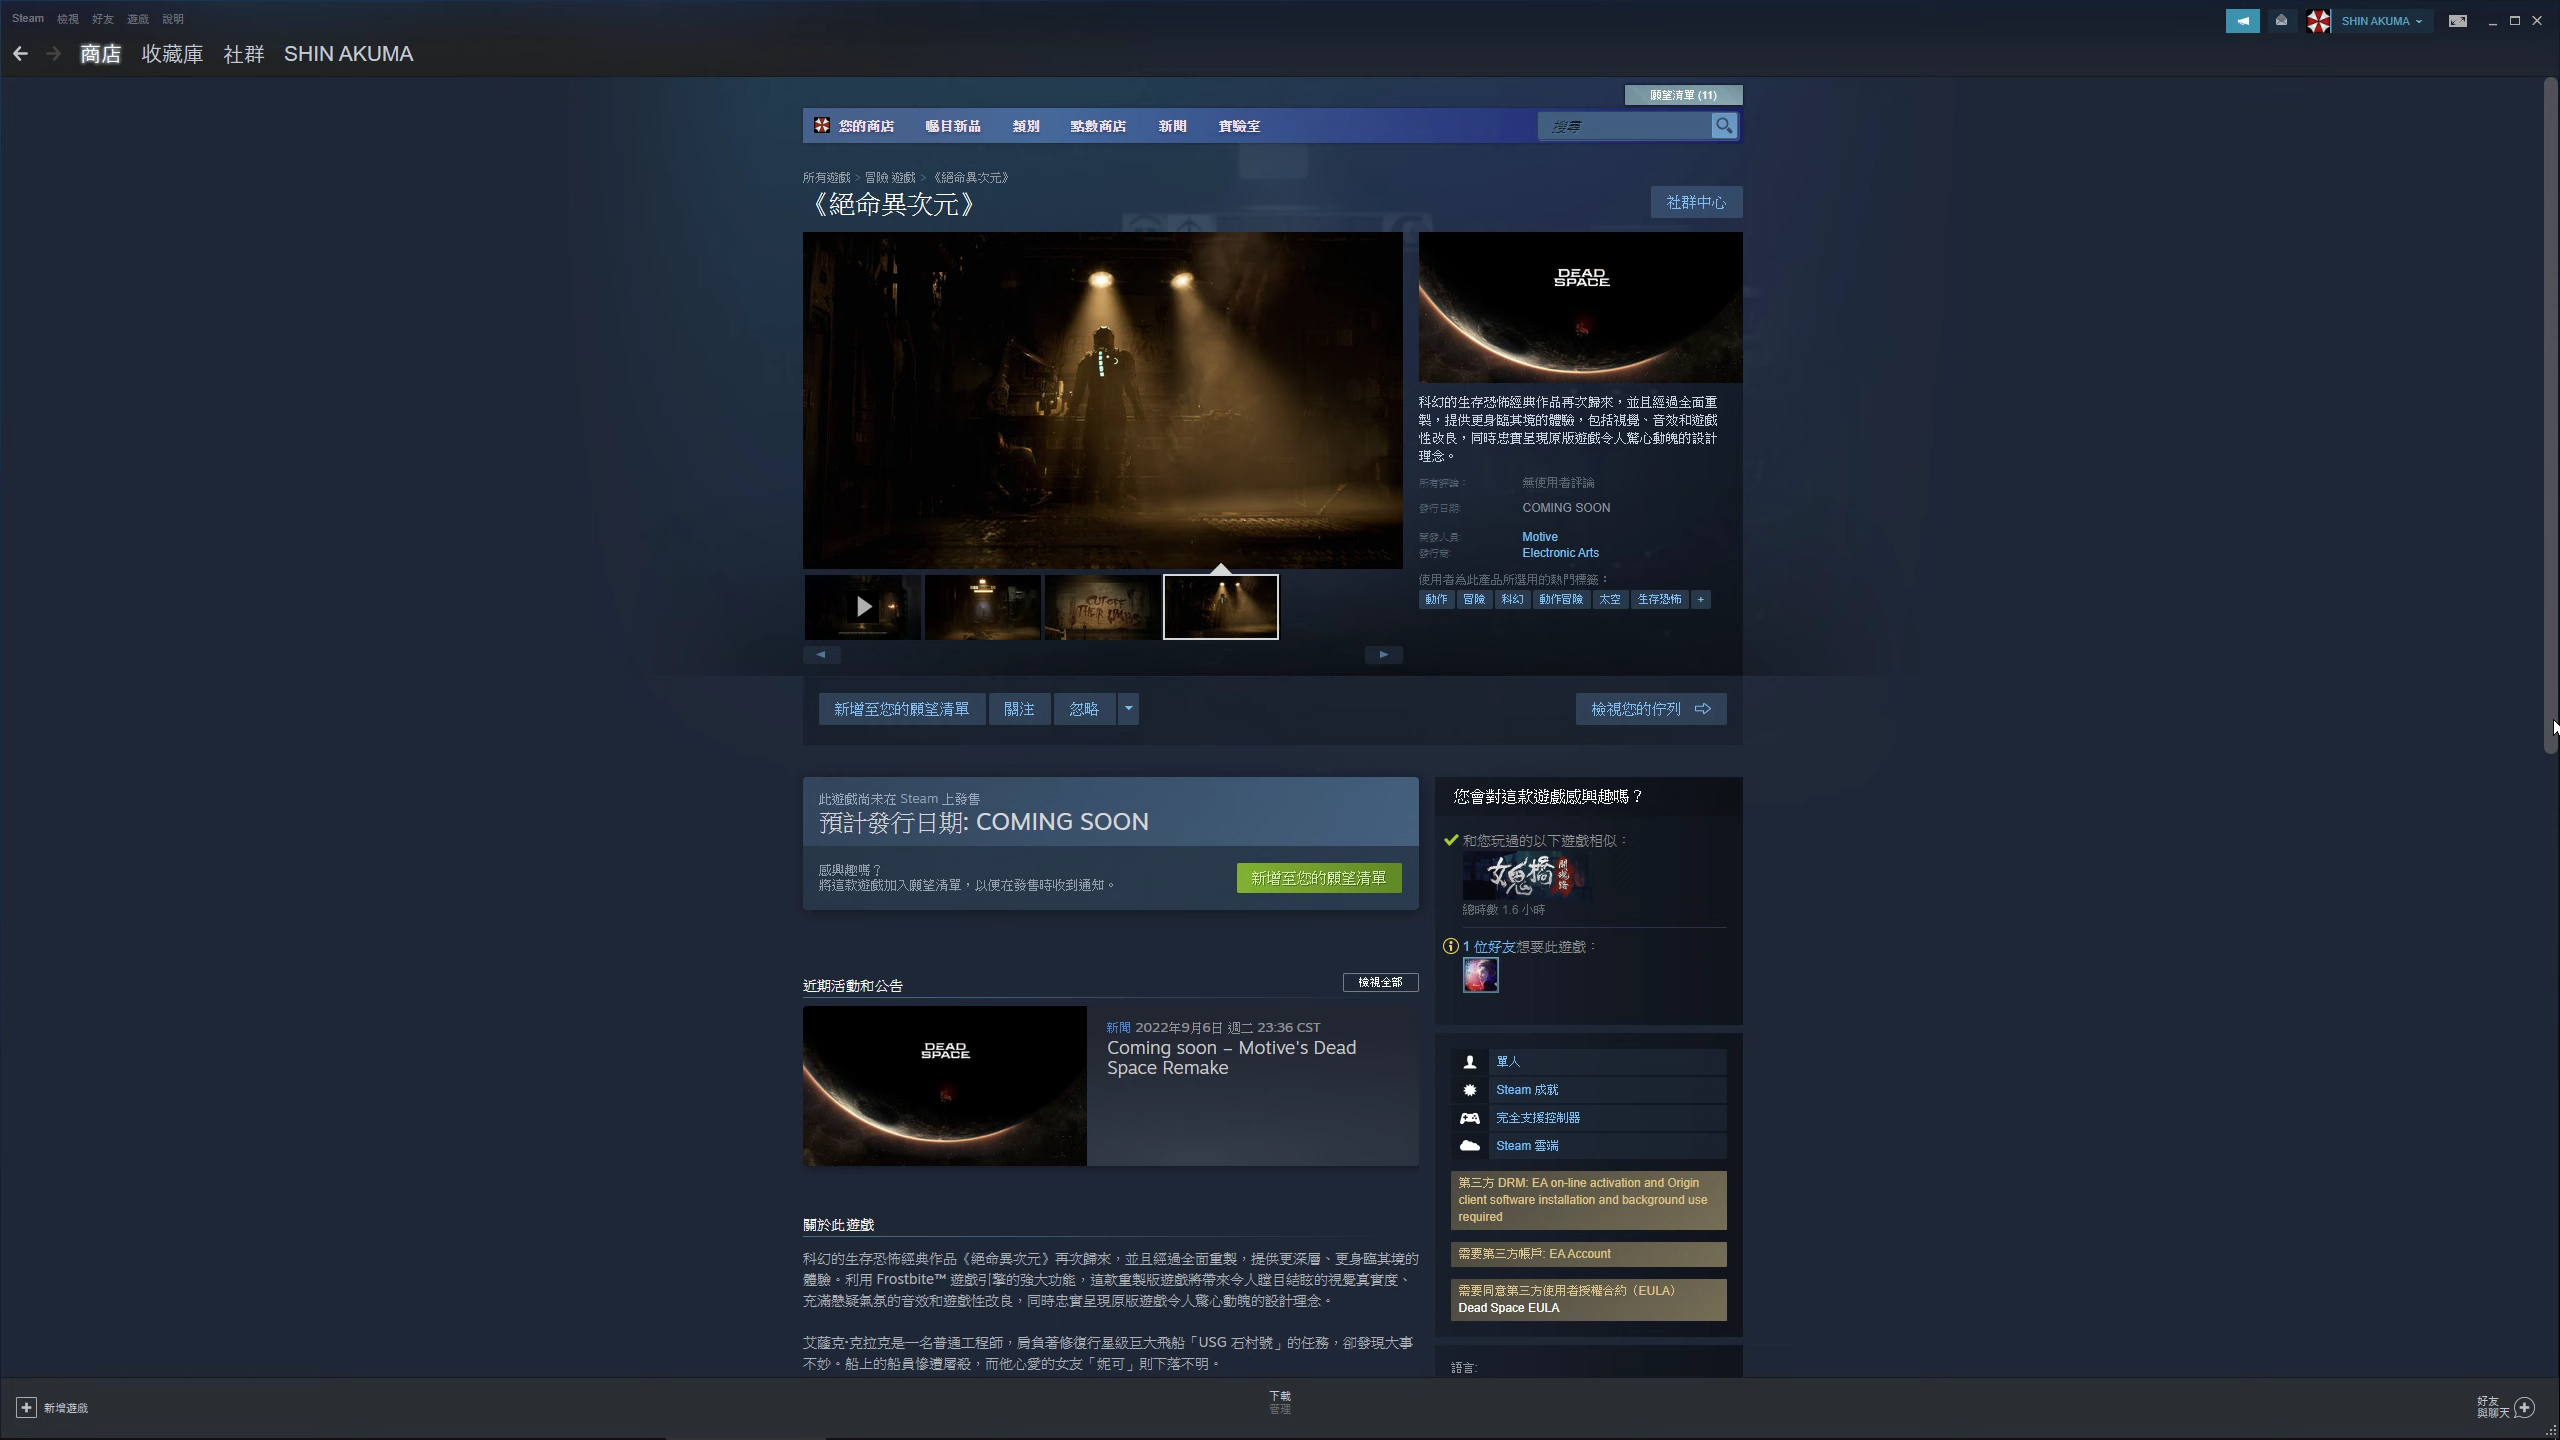 Steam 檢視 好友 遊戲 說明
SHIN AKUMA
商店 收藏庫 社群 SHIN AKUMA
願望清單 (11)
您的商店 矚目新品 類別 點數商店 新聞 實驗室 搜尋
所有遊戲 > 冒險 遊戲 > 《絕命異次元》
《絕命異次元》
社群中心
DEAD
SPACE
科幻的生存恐怖經典作品再次歸來，並且經過全面重
製，提供更身臨其境的體驗，包括視覺、音效和遊戲
性改良，同時忠實呈現原版遊戲令人驚心動魄的設計
理念。
所有評論： 無使用者評論
發行日期: COMING SOON
開發人員: Motive
發行商: Electronic Arts
使用者為此產品所選用的熱門標籤：
動作 冒險 科幻 動作冒險 太空 生存恐怖 +
CUT OFF
THEIR LIMBS
新增至您的願望清單 關注 忽略
檢視您的佇列
此遊戲尚未在 Steam 上發售
預計發行日期: COMING SOON
感興趣嗎？
將這款遊戲加入願望清單，以便在發售時收到通知。
新增至您的願望清單
您會對這款遊戲感興趣嗎？
和您玩過的以下遊戲相似：
女鬼橋
開魂路
總時數 1.6 小時
1 位好友想要此遊戲：
近期活動和公告
檢視全部
DEAD
SPACE
新聞 2022年9月6日 週二 23:36 CST
Coming soon – Motive's Dead
Space Remake
單人
Steam 成就
完全支援控制器
Steam 雲端
第三方 DRM: EA on-line activation and Origin
client software installation and background use
required
需要第三方帳戶: EA Account
需要同意第三方使用者授權合約（EULA）
Dead Space EULA
語言:
關於此遊戲
科幻的生存恐怖經典作品《絕命異次元》再次歸來，並且經過全面重製，提供更深層、更身臨其境的
體驗。利用 Frostbite™ 遊戲引擎的強大功能，這款重製版遊戲將帶來令人瞠目結眩的視覺真實度、
充滿懸疑氣氛的音效和遊戲性改良，同時忠實呈現原版遊戲令人驚心動魄的設計理念。
艾薩克·克拉克是一名普通工程師，肩負著修復行星級巨大飛船「USG 石村號」的任務，卻發現大事
不妙。船上的船員慘遭屠殺，而他心愛的女友「妮可」則下落不明。
新增遊戲
下載
管理
好友
與聊天